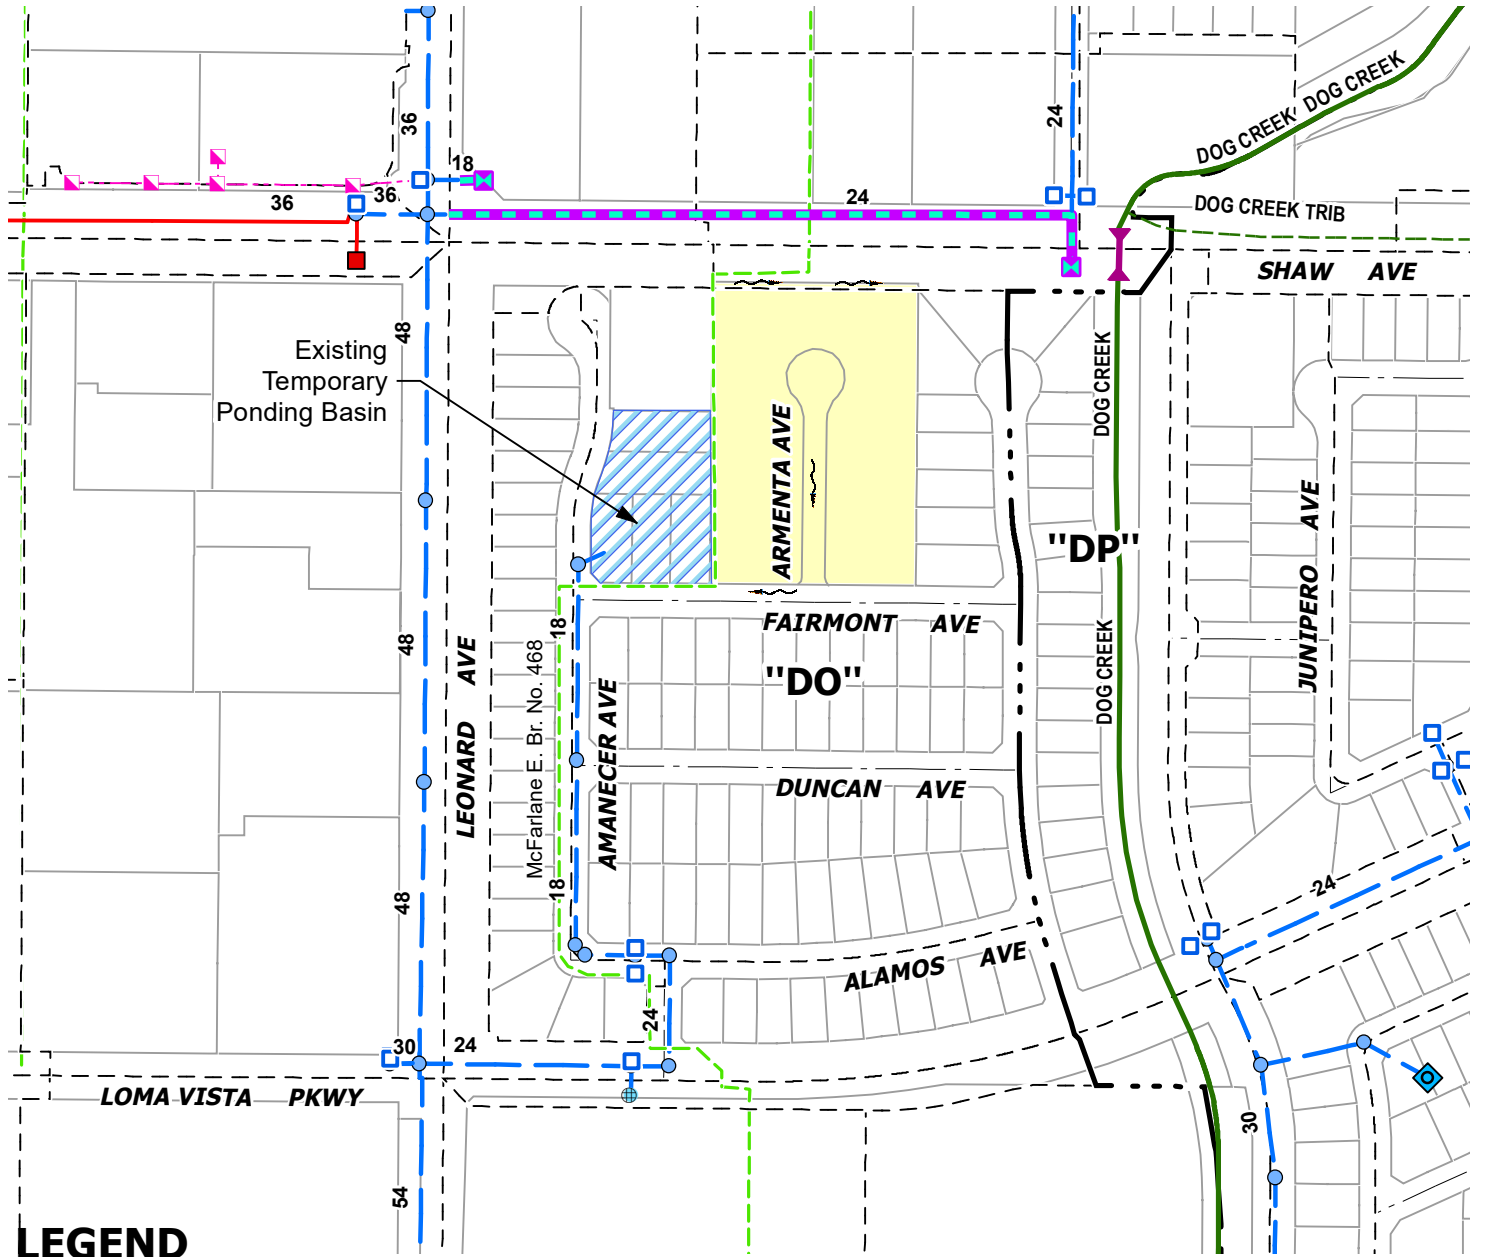 36
24
DOG CREEK
DOG CREEK
18
36
36
24
DOG CREEK TRIB
SHAW AVE
48
Existing
Temporary
Ponding Basin
DOG CREEK
ARMENTA AVE
"DP"
JUNIPERO AVE
18
FAIRMONT AVE
48
LEONARD AVE
McFarlane E. Br. No. 468
"DO"
DOG CREEK
AMANECER AVE
DUNCAN AVE
48
18
24
ALAMOS AVE
24
30
24
LOMA VISTA PKWY
30
54
LEGEND